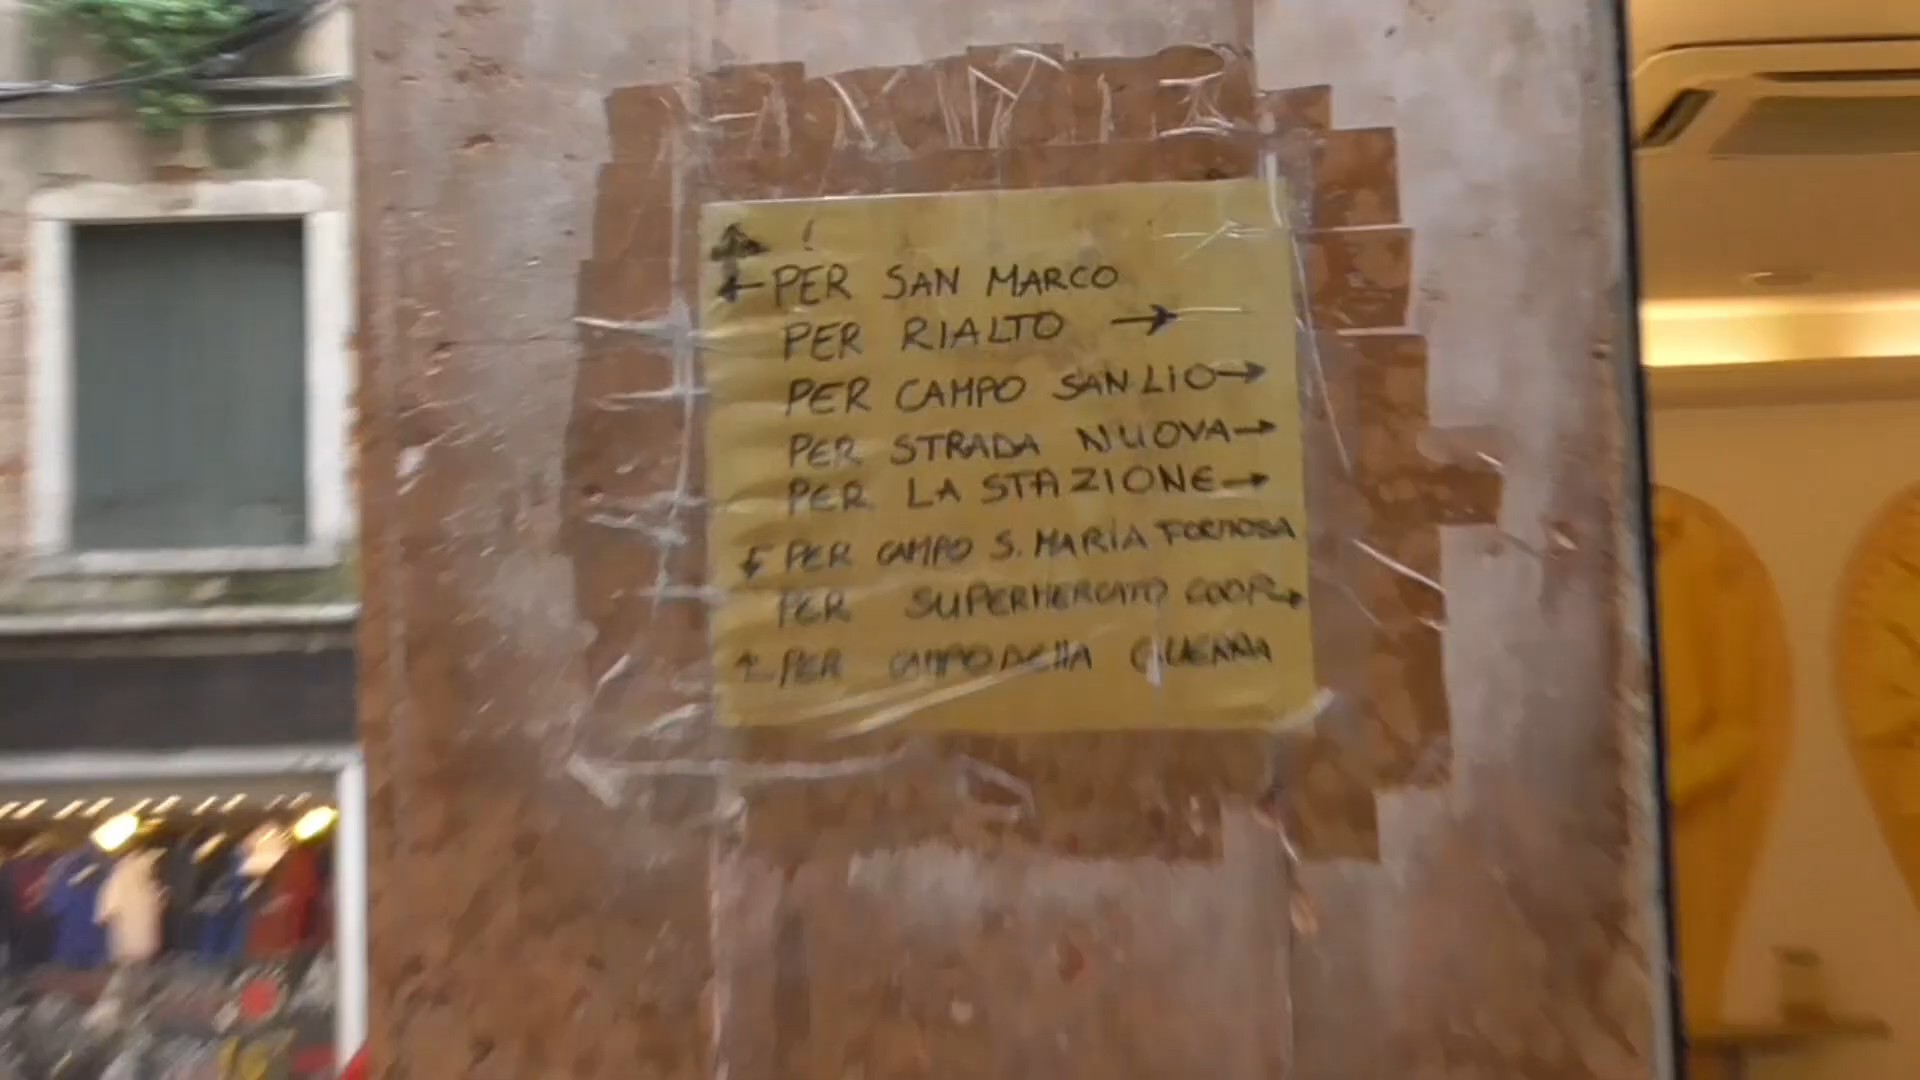 ← PER SAN MARCO
PER RIALTO →
PER CAMPO SAN LIO →
PER STRADA NUOVA →
PER LA STAZIONE →
PER CAMPO S. MARIA FORMOSA
PER SUPERMERCATO COOP →
PER CAMPO DELLA GUERRA